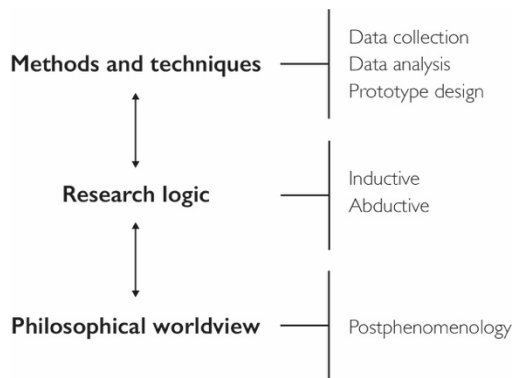 Data collection
Methods and techniques
Data analysis
Prototype design
Research logic
Inductive
Abductive
Philosophical worldview
Postphenomenology